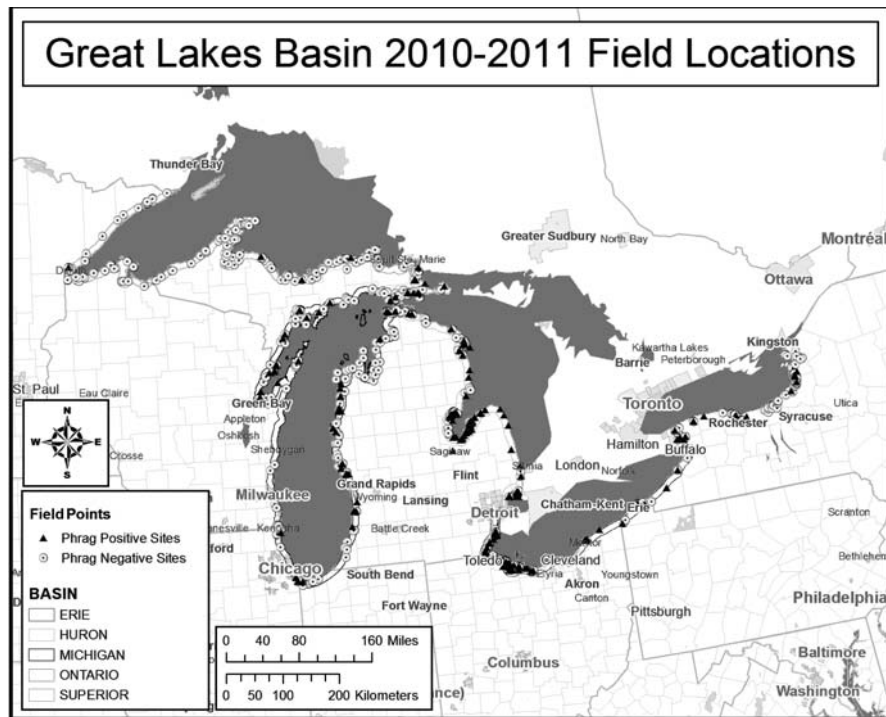 Great Lakes Basin 2010-2011 Field Locations
Thunder Bay
Greater Sudbury
North Bay
Montréal
Ottawa
Kawartha Lakes
Kingston
Barrie
Peterborough
St. Paul
Eau Claire
Green Bay
Appleton
Oshkosh
Sheboygan
Toronto
Utica
Rochester
Syracuse
Hamilton
Buffalo
Saginaw
Flint
Sarnia
London
Norfolk
Milwaukee
Grand Rapids
Wyoming
Lansing
Detroit
Chatham-Kent
Erie
Kenosha
Battle Creek
Scranton
Chicago
South Bend
Toledo
Cleveland
Elyria
Akron
Youngstown
Canton
Fort Wayne
Pittsburgh
Philadelphia
Columbus
Baltimore
Washington
N
W E
S
Field Points
Phrag Positive Sites
Phrag Negative Sites
BASIN
ERIE
HURON
MICHIGAN
ONTARIO
SUPERIOR
0 40 80 160 Miles
0 50 100 200 Kilometers